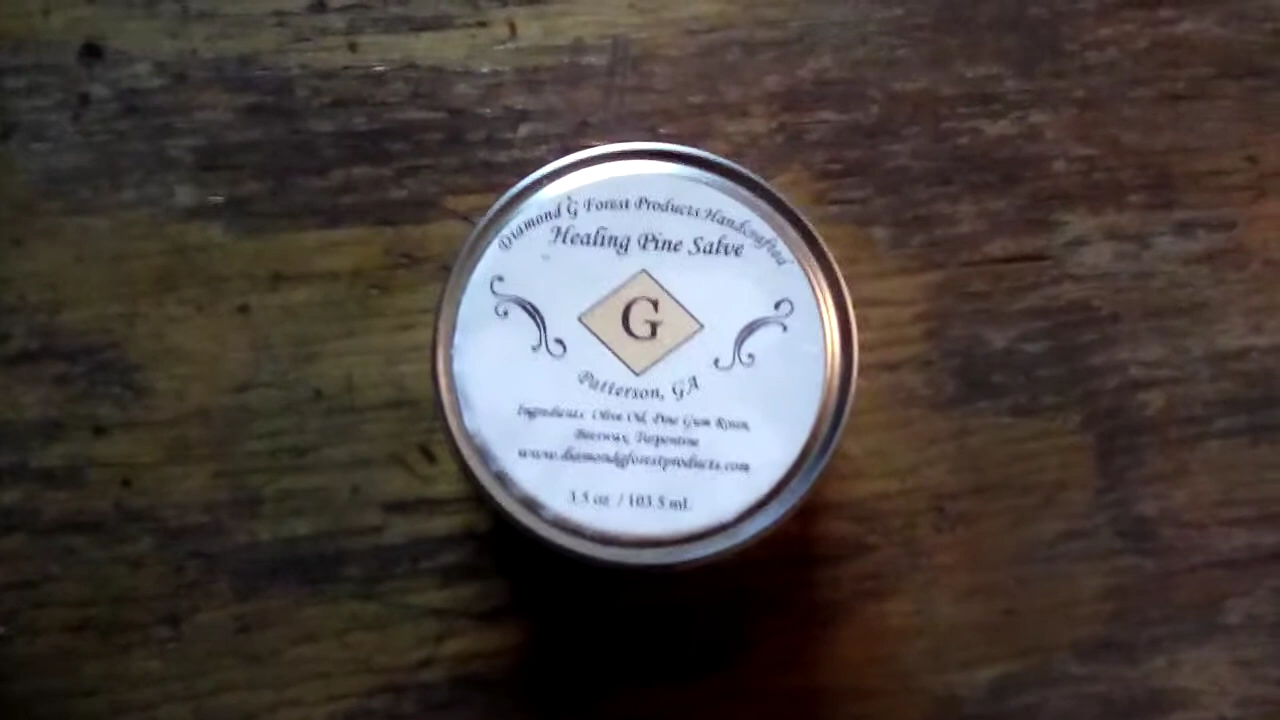 Diamond G Forest Products Handcrafted
Healing Pine Salve
G
Patterson, GA
Ingredients: Olive Oil, Pine Gum Rosin,
Beeswax, Turpentine
www.diamondgforestproducts.com
3.5 oz / 103.5 mL